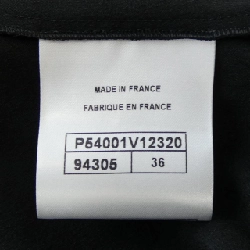 MADE IN FRANCE
FABRIQUE EN FRANCE
P54001V12320
94305 36